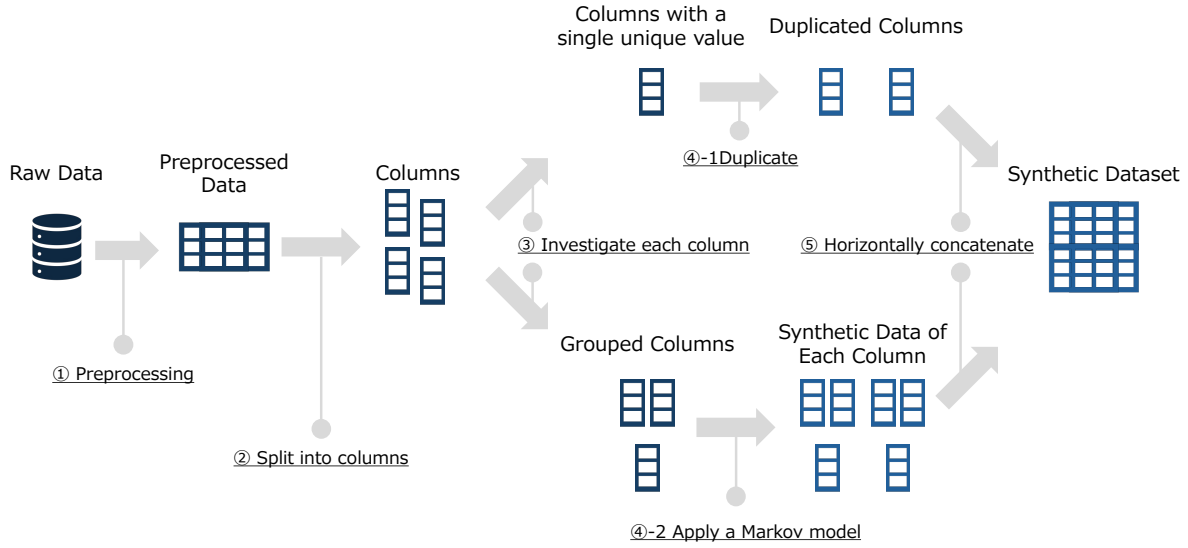 Raw Data
① Preprocessing
Preprocessed
Data
② Split into columns
Columns
③ Investigate each column
Columns with a
single unique value
④-1Duplicate
Duplicated Columns
Grouped Columns
④-2 Apply a Markov model
Synthetic Data of
Each Column
⑤ Horizontally concatenate
Synthetic Dataset